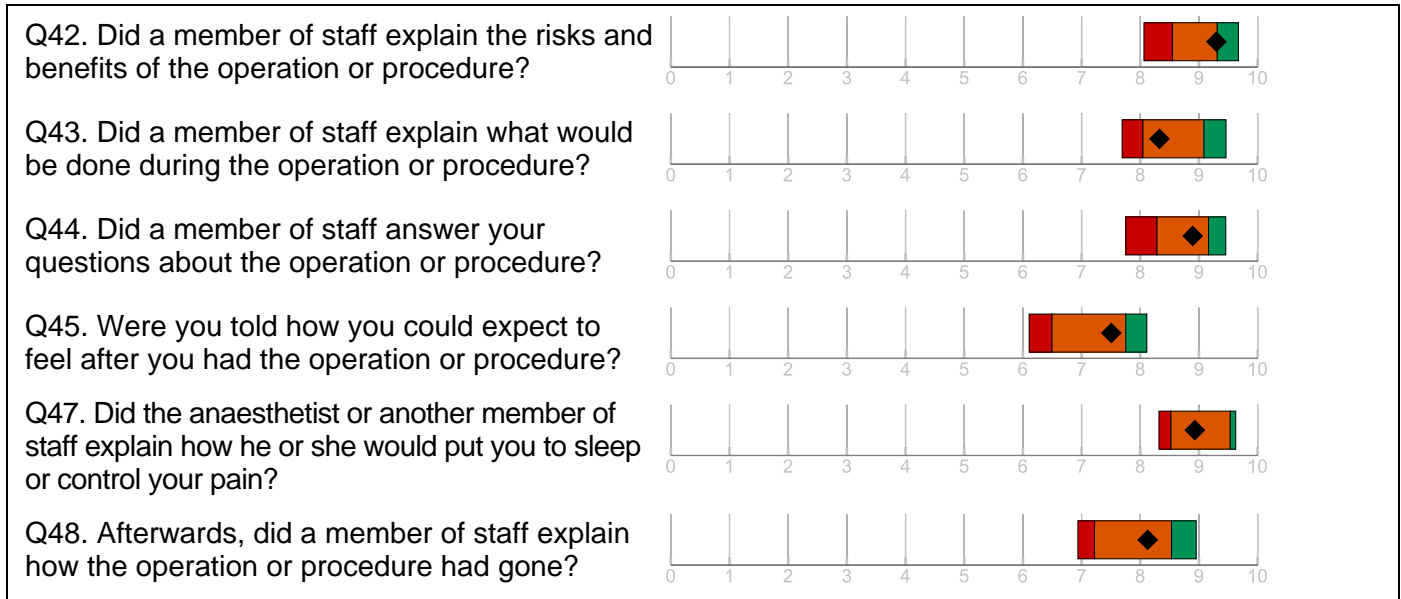 Q42. Did a member of staff explain the risks and
benefits of the operation or procedure?
0 1 2 3 4 5 6 7 8 9 10
Q43. Did a member of staff explain what would
be done during the operation or procedure?
0 1 2 3 4 5 6 7 8 9 10
Q44. Did a member of staff answer your
questions about the operation or procedure?
0 1 2 3 4 5 6 7 8 9 10
Q45. Were you told how you could expect to
feel after you had the operation or procedure?
0 1 2 3 4 5 6 7 8 9 10
Q47. Did the anaesthetist or another member of
staff explain how he or she would put you to sleep
or control your pain?
0 1 2 3 4 5 6 7 8 9 10
Q48. Afterwards, did a member of staff explain
how the operation or procedure had gone?
0 1 2 3 4 5 6 7 8 9 10